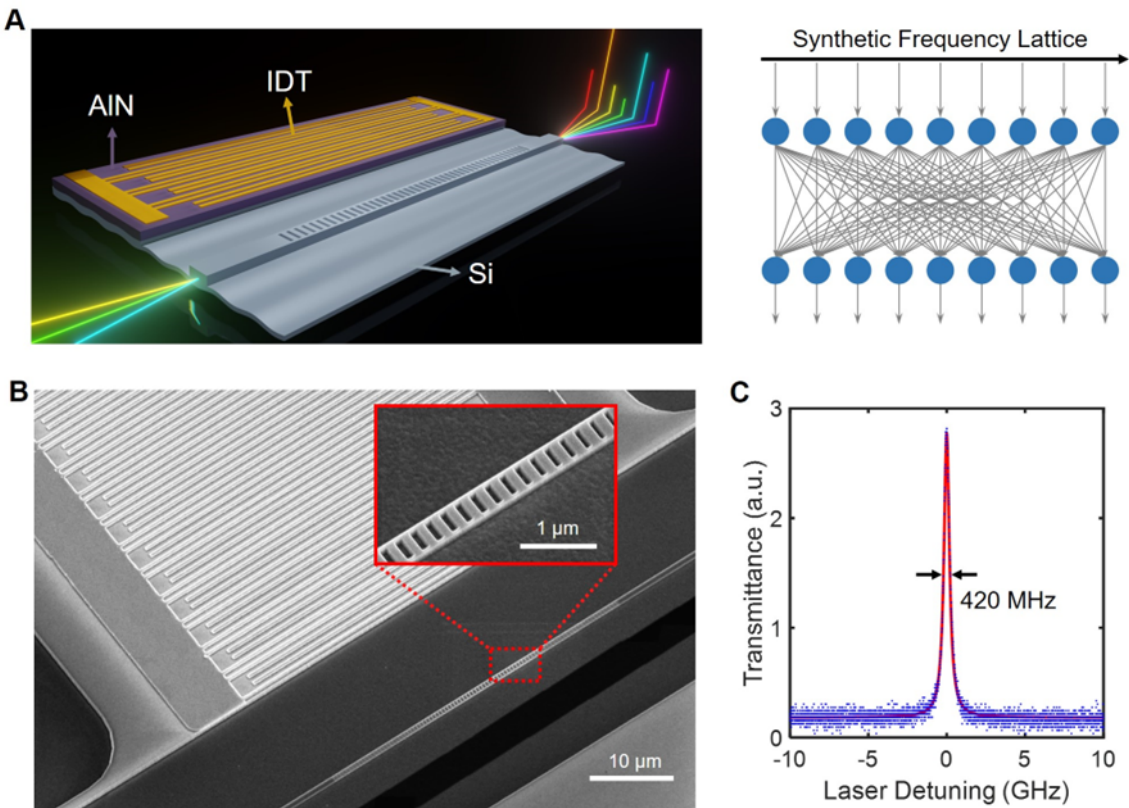 A
AlN
IDT
Si
Synthetic Frequency Lattice
B
1 μm
10 μm
C
3
2
1
0
Transmittance (a.u.)
420 MHz
-10
-5
0
5
10
Laser Detuning (GHz)